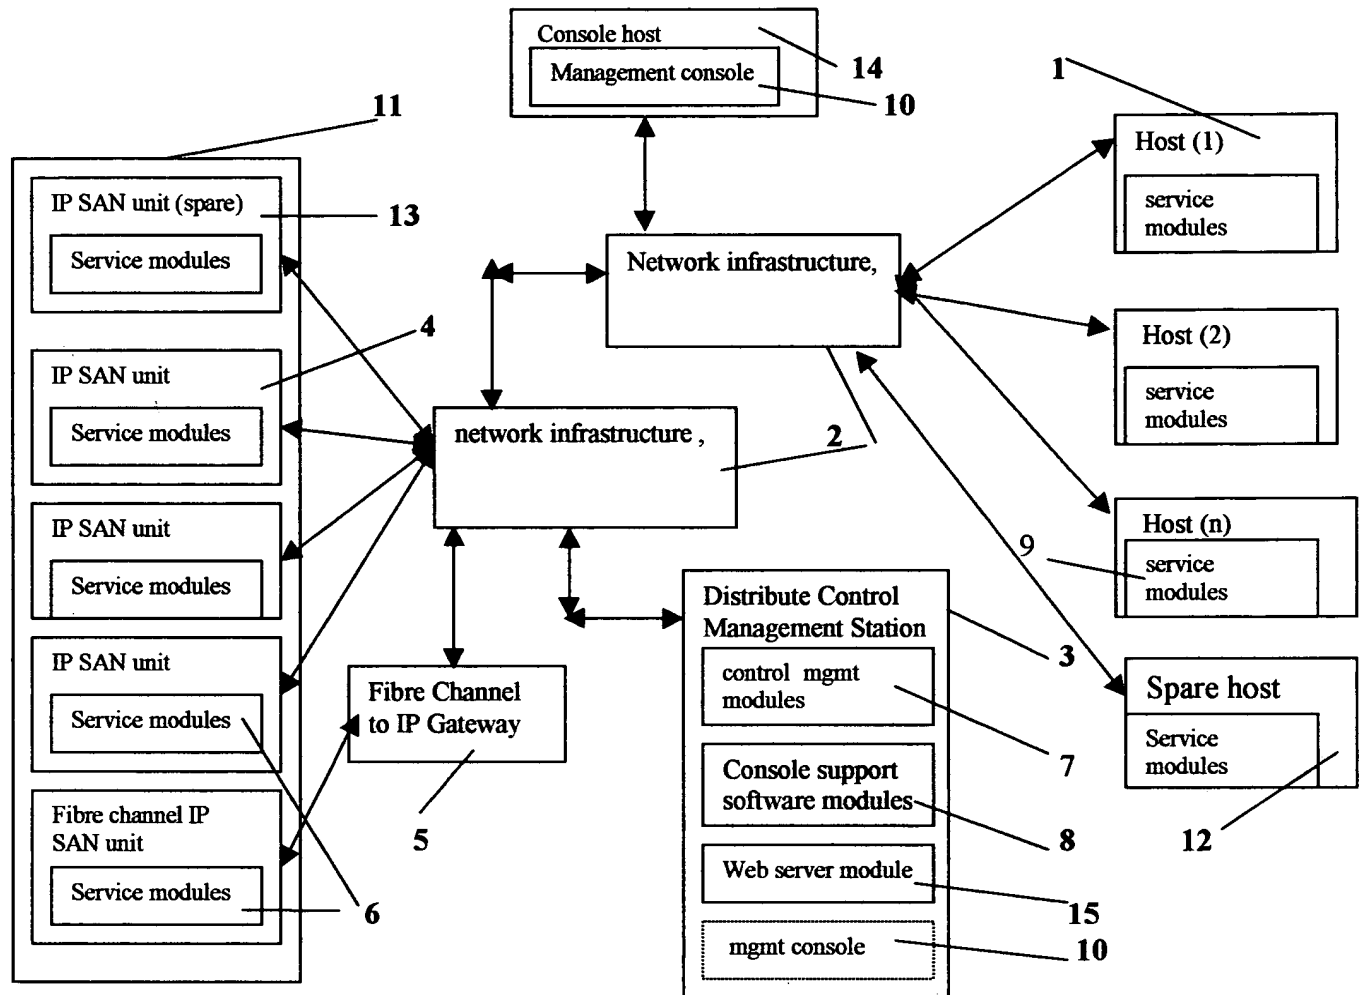 Console host
Management console
14
10
1
11
Host (1)
service
modules
IP SAN unit (spare)
13
Service modules
Network infrastructure,
4
Host (2)
service
modules
IP SAN unit
Service modules
network infrastructure ,
2
Host (n)
service
modules
9
IP SAN unit
Service modules
Distribute Control
Management Station
3
control mgmt
modules
7
Console support
software modules
8
Web server module
15
mgmt console
10
IP SAN unit
Service modules
Fibre Channel
to IP Gateway
5
Spare host
Service
modules
12
Fibre channel IP
SAN unit
Service modules
6